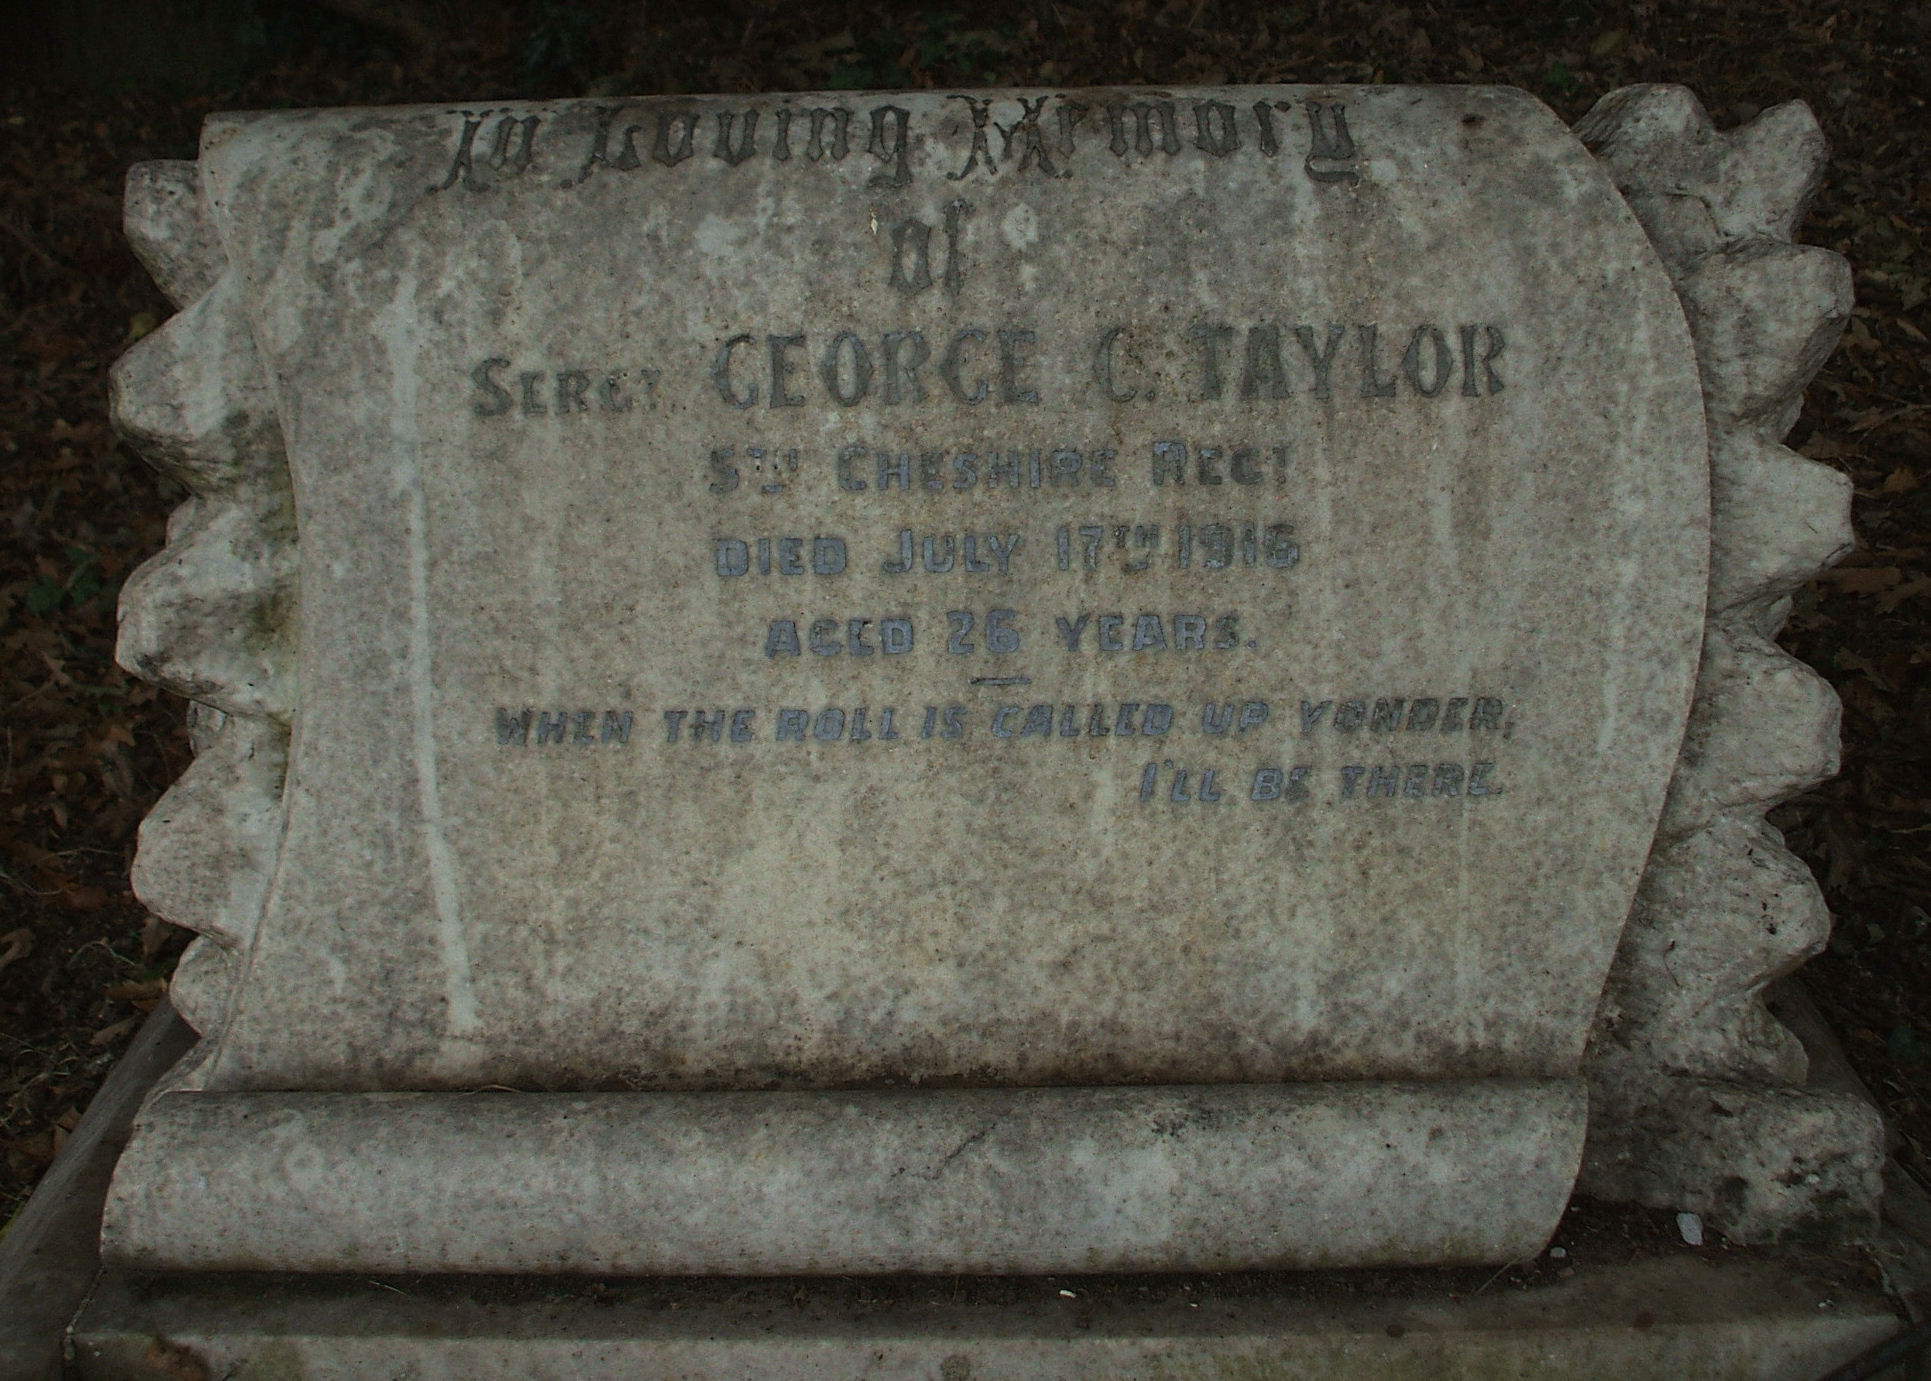 In Loving Memory
of
SERGT. GEORGE C. TAYLOR
5TH CHESHIRE REGT
DIED JULY 17TH 1916
AGED 26 YEARS.
WHEN THE ROLL IS CALLED UP YONDER,
I'LL BE THERE.